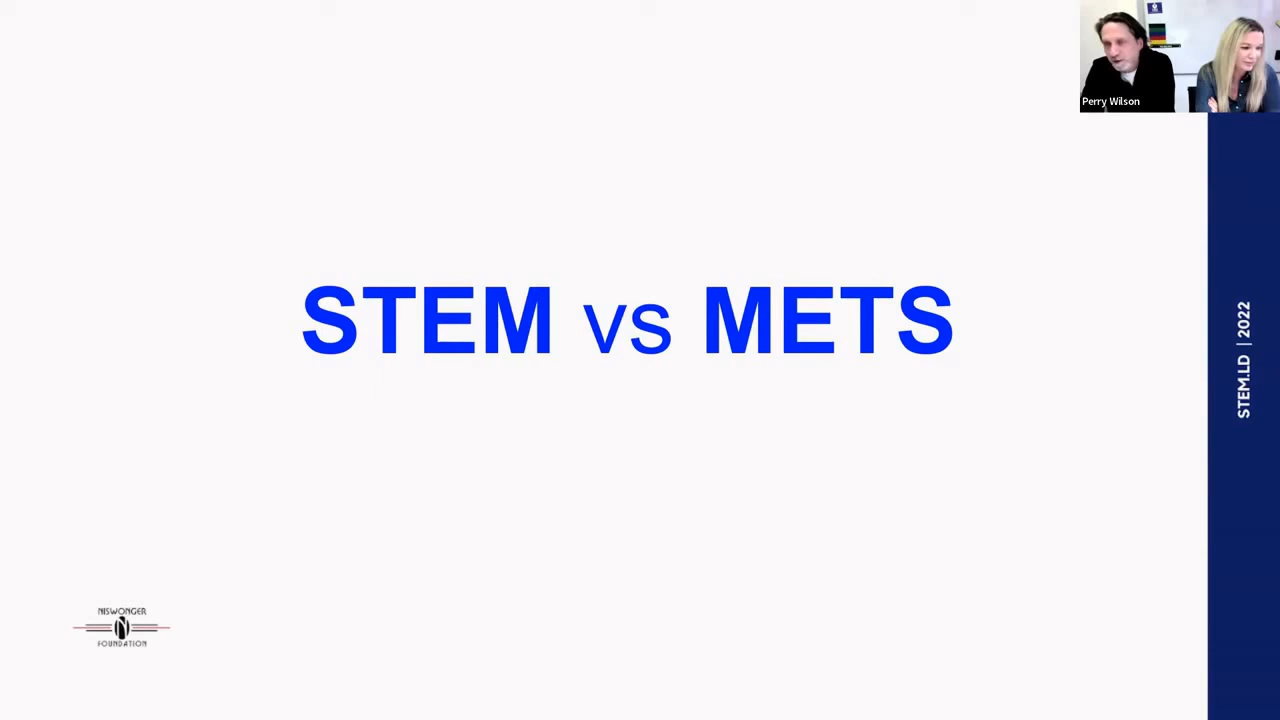 Perry Wilson
STEM vs METS
STEM.LD | 2022
NISWONGER
N
FOUNDATION